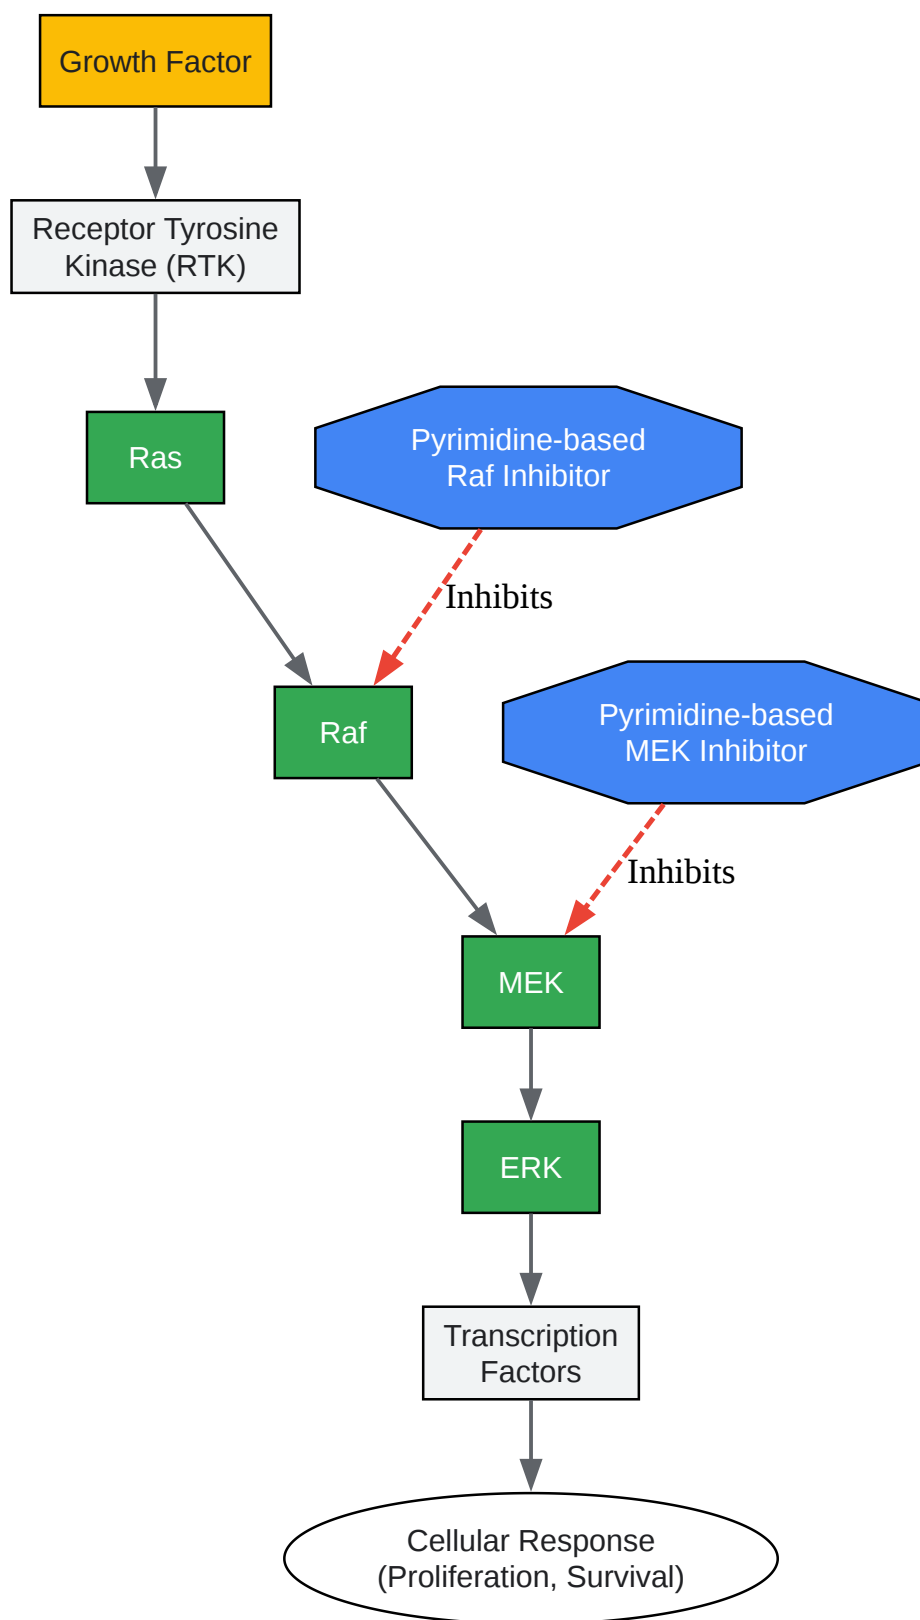 Growth Factor
Receptor Tyrosine
Kinase (RTK)
Ras
Pyrimidine-based
Raf Inhibitor
Inhibits
Raf
Pyrimidine-based
MEK Inhibitor
Inhibits
MEK
ERK
Transcription
Factors
Cellular Response
(Proliferation, Survival)